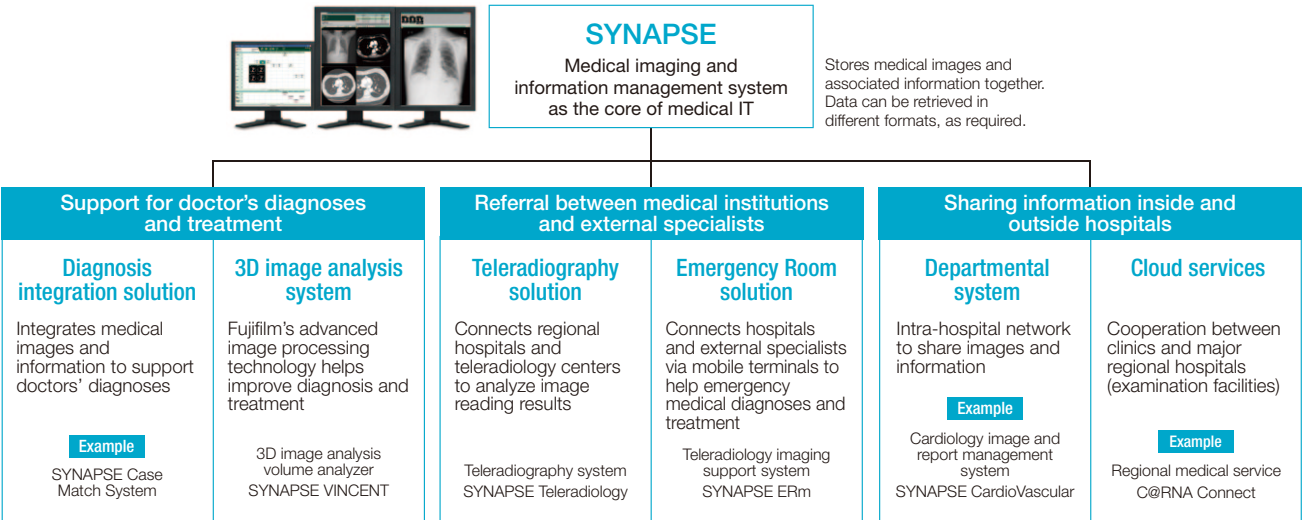 SYNAPSE
Medical imaging and
information management system
as the core of medical IT
Stores medical images and
associated information together.
Data can be retrieved in
different formats, as required.
Support for doctor's diagnoses
and treatment
Diagnosis
integration solution
Integrates medical
images and
information to support
doctors' diagnoses
Example
SYNAPSE Case
Match System
3D image analysis
system
Fujifilm's advanced
image processing
technology helps
improve diagnosis and
treatment
3D image analysis
volume analyzer
SYNAPSE VINCENT
Referral between medical institutions
and external specialists
Teleradiography
solution
Connects regional
hospitals and
teleradiology centers
to analyze image
reading results
Teleradiography system
SYNAPSE Teleradiology
Emergency Room
solution
Connects hospitals
and external specialists
via mobile terminals to
help emergency
medical diagnoses and
treatment
Teleradiology imaging
support system
SYNAPSE ERm
Sharing information inside and
outside hospitals
Departmental
system
Intra-hospital network
to share images and
information
Example
Cardiology image and
report management
system
SYNAPSE CardioVascular
Cloud services
Cooperation between
clinics and major
regional hospitals
(examination facilities)
Example
Regional medical service
C@RNA Connect